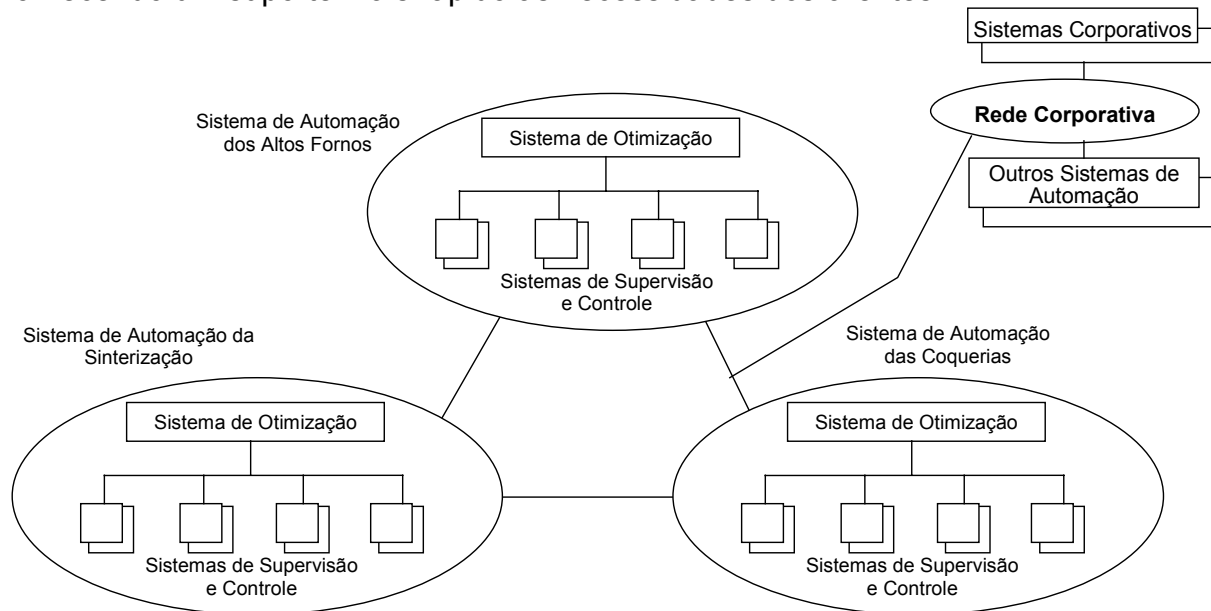 Sistemas Corporativos
Rede Corporativa
Outros Sistemas de
Automação
Sistema de Automação
dos Altos Fornos
Sistema de Otimização
Sistemas de Supervisão
e Controle
Sistema de Automação da
Sinterização
Sistema de Otimização
Sistemas de Supervisão
e Controle
Sistema de Automação
das Coquerias
Sistema de Otimização
Sistemas de Supervisão
e Controle